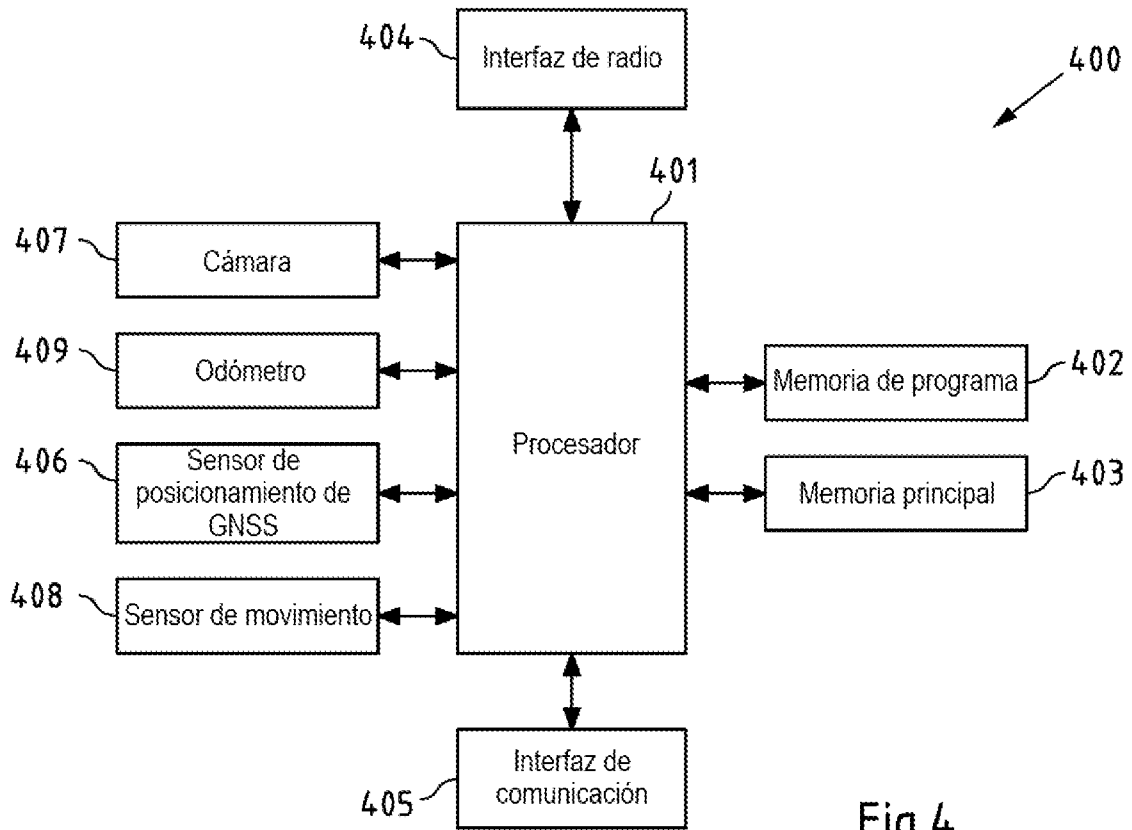 404
Interfaz de radio
400
401
407
Cámara
409
Odómetro
402
Memoria de programa
406
Sensor de
posicionamiento de
GNSS
Procesador
403
Memoria principal
408
Sensor de movimiento
405
Interfaz de
comunicación
Fig.4